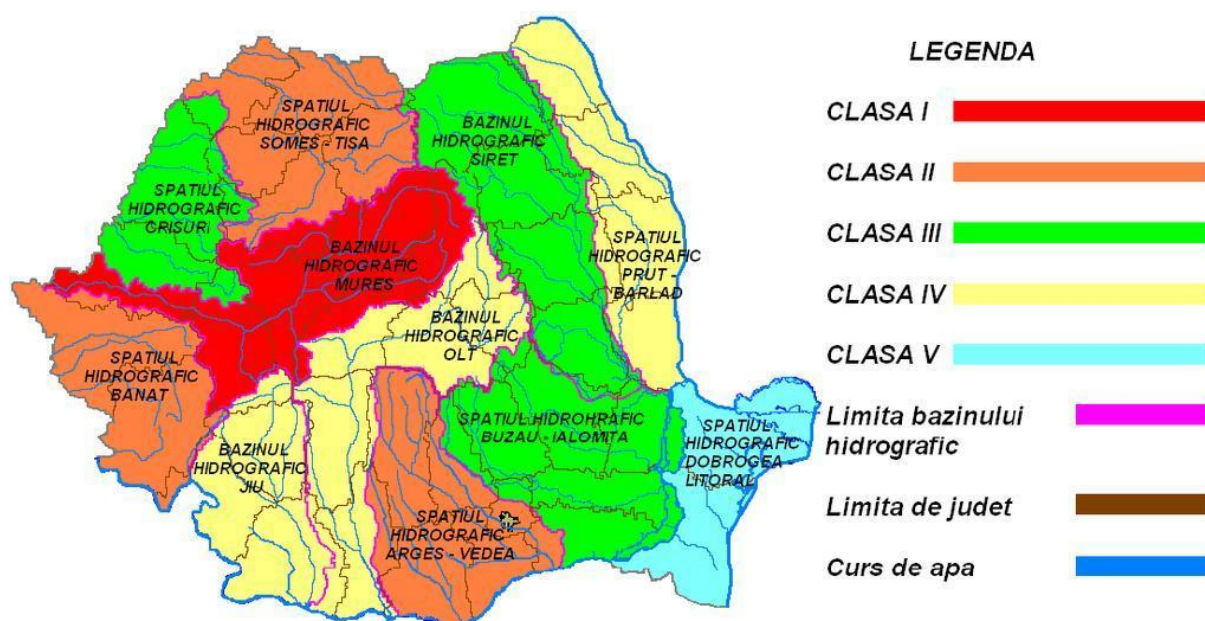 LEGENDA
CLASA I
CLASA II
CLASA III
CLASA IV
CLASA V
Limita bazinului
hidrografic
Limita de judet
Curs de apa
SPATIUL
HIDROGRAFIC
SOMES - TISA
BAZINUL
HIDROGRAFIC
SIRET
SPATIUL
HIDROGRAFIC
CRISURI
BAZINUL
HIDROGRAFIC
MURES
SPATIUL
HIDROGRAFIC
PRUT -
BARLAD
BAZINUL
HIDROGRAFIC
OLT
SPATIUL
HIDROGRAFIC
BANAT
SPATIUL HIDROHRAFIC
BUZAU - IALOMITA
SPATIUL
HIDROGRAFIC
DOBROGEA -
LITORAL
BAZINUL
HIDROGRAFIC
JIU
SPATIUL
HIDROGRAFIC
ARGES - VEDEA